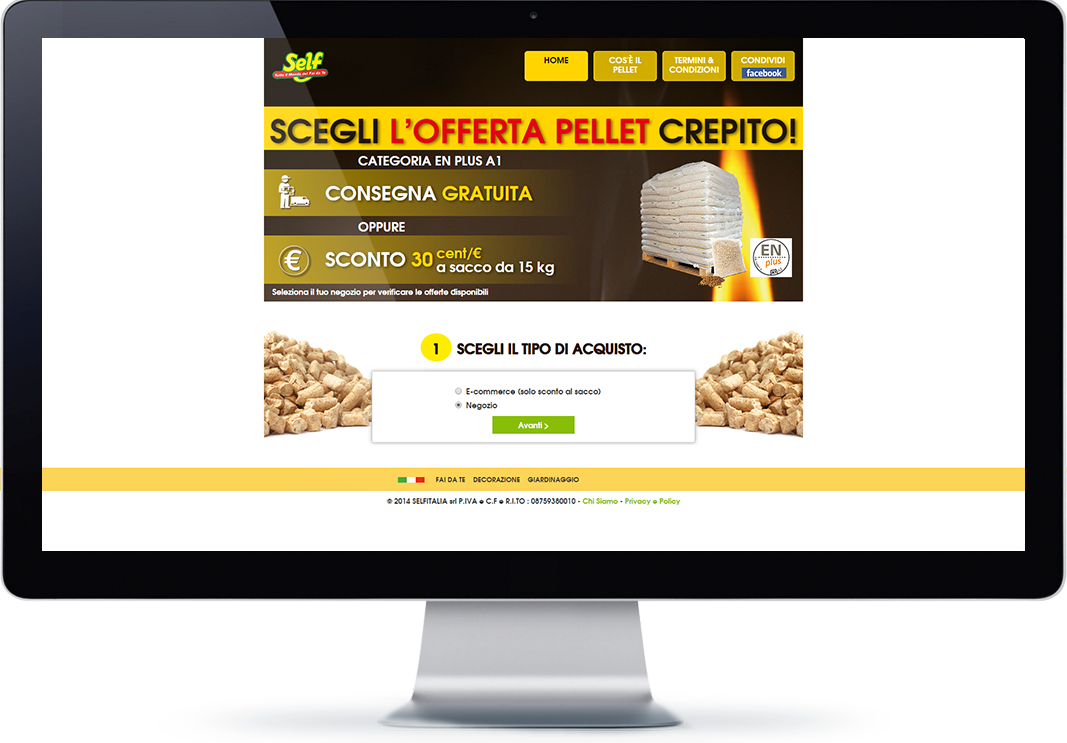 Self
Tutto il Mondo del Fai da Te
HOME
COS'È IL
PELLET
TERMINI &
CONDIZIONI
CONDIVIDI
facebook
SCEGLI L'OFFERTA PELLET CREPITO!
CATEGORIA EN PLUS A1
CONSEGNA GRATUITA
OPPURE
€ SCONTO 30 cent/€
a sacco da 15 kg
EN
plus
Seleziona il tuo negozio per verificare le offerte disponibili
1 SCEGLI IL TIPO DI ACQUISTO:
E-commerce (solo sconto al sacco)
Negozio
Avanti >
FAI DA TE DECORAZIONE GIARDINAGGIO
© 2014 SELFITALIA srl P.IVA e C.F e R.I.TO : 08759380010 - Chi Siamo - Privacy e Policy